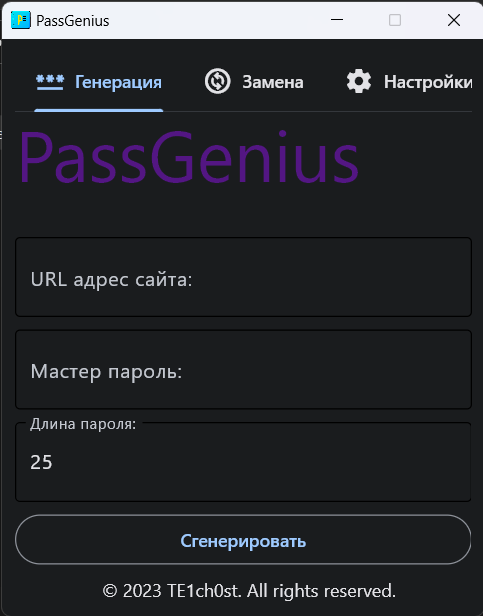 PassGenius
Генерация Замена Настройки
PassGenius
URL адрес сайта:
Мастер пароль:
Длина пароля:
25
Сгенерировать
© 2023 TE1ch0st. All rights reserved.